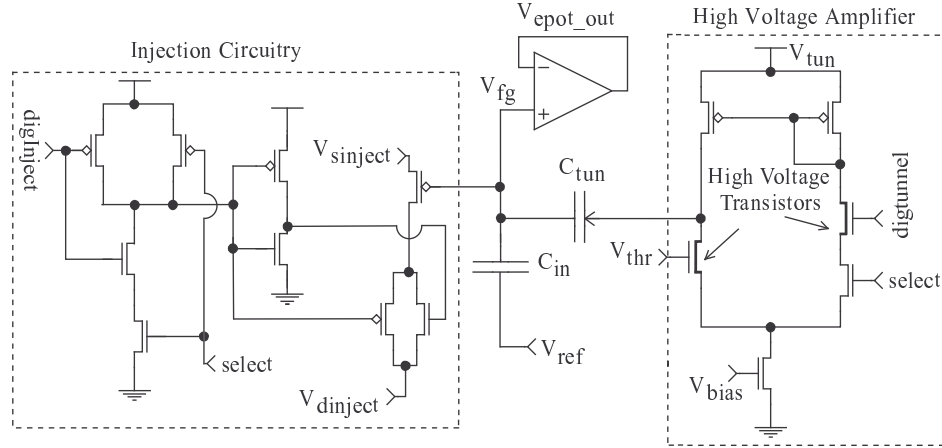 V_epot_out
High Voltage Amplifier
Injection Circuitry
V_tun
V_fg
−
+
digInject
V_sinject
C_tun
High Voltage
Transistors
digtunnel
V_thr
C_in
select
V_ref
select
V_dinject
V_bias